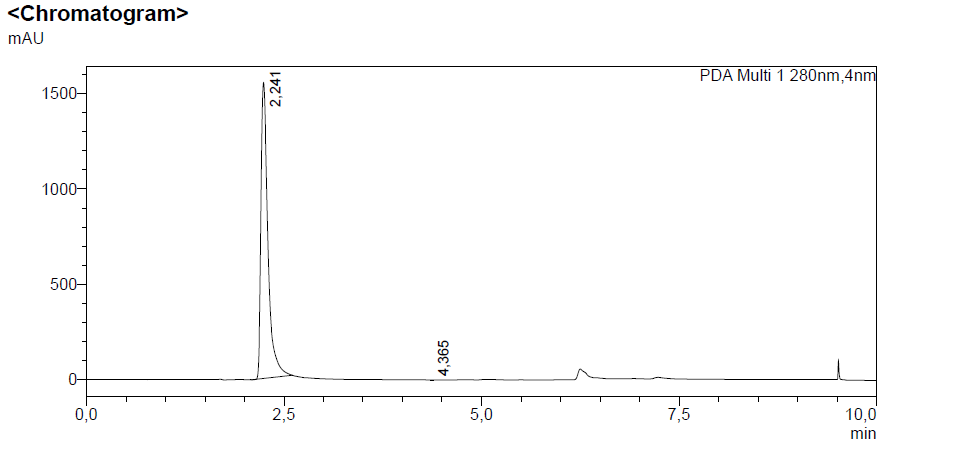 <Chromatogram>
mAU
PDA Multi 1 280nm,4nm
2,241
4,365
1500
1000
500
0
0,0 2,5 5,0 7,5 10,0
min